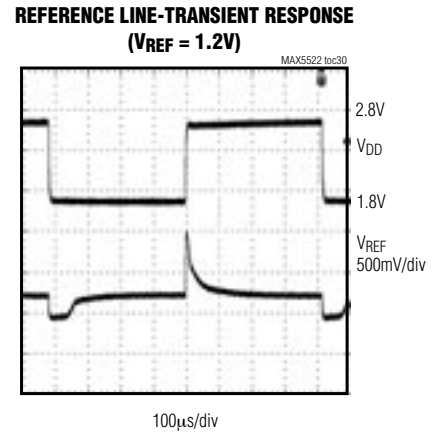 REFERENCE LINE-TRANSIENT RESPONSE
(VREF = 1.2V)
MAX5522 toc30
2.8V
VDD
1.8V
VREF
500mV/div
100μs/div